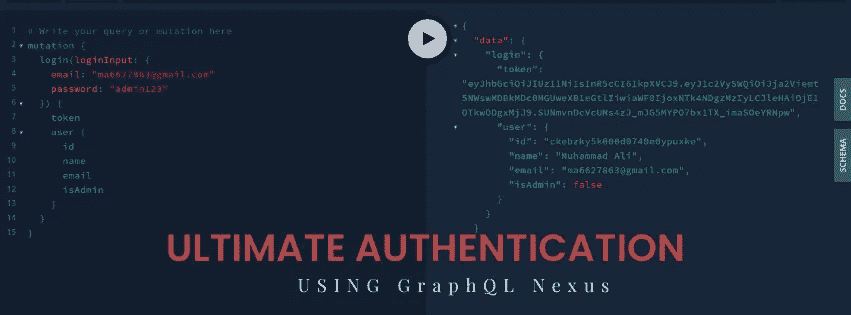 1 # Write your query or mutation here
2 mutation {
3 login(loginInput: {
4 email: "ma6627863@gmail.com"
5 password: "admin123"
6 }) {
7 token
8 user {
9 id
10 name
11 email
12 isAdmin
13 }
14 }
15 }
{
"data": {
"login": {
"token":
"user": {
"id":
"name": "Muhammad Ali",
"email": "ma6627863@gmail.com",
"isAdmin": false
}
}
}
DOCS
SCHEMA
ULTIMATE AUTHENTICATION
USING GraphQL Nexus